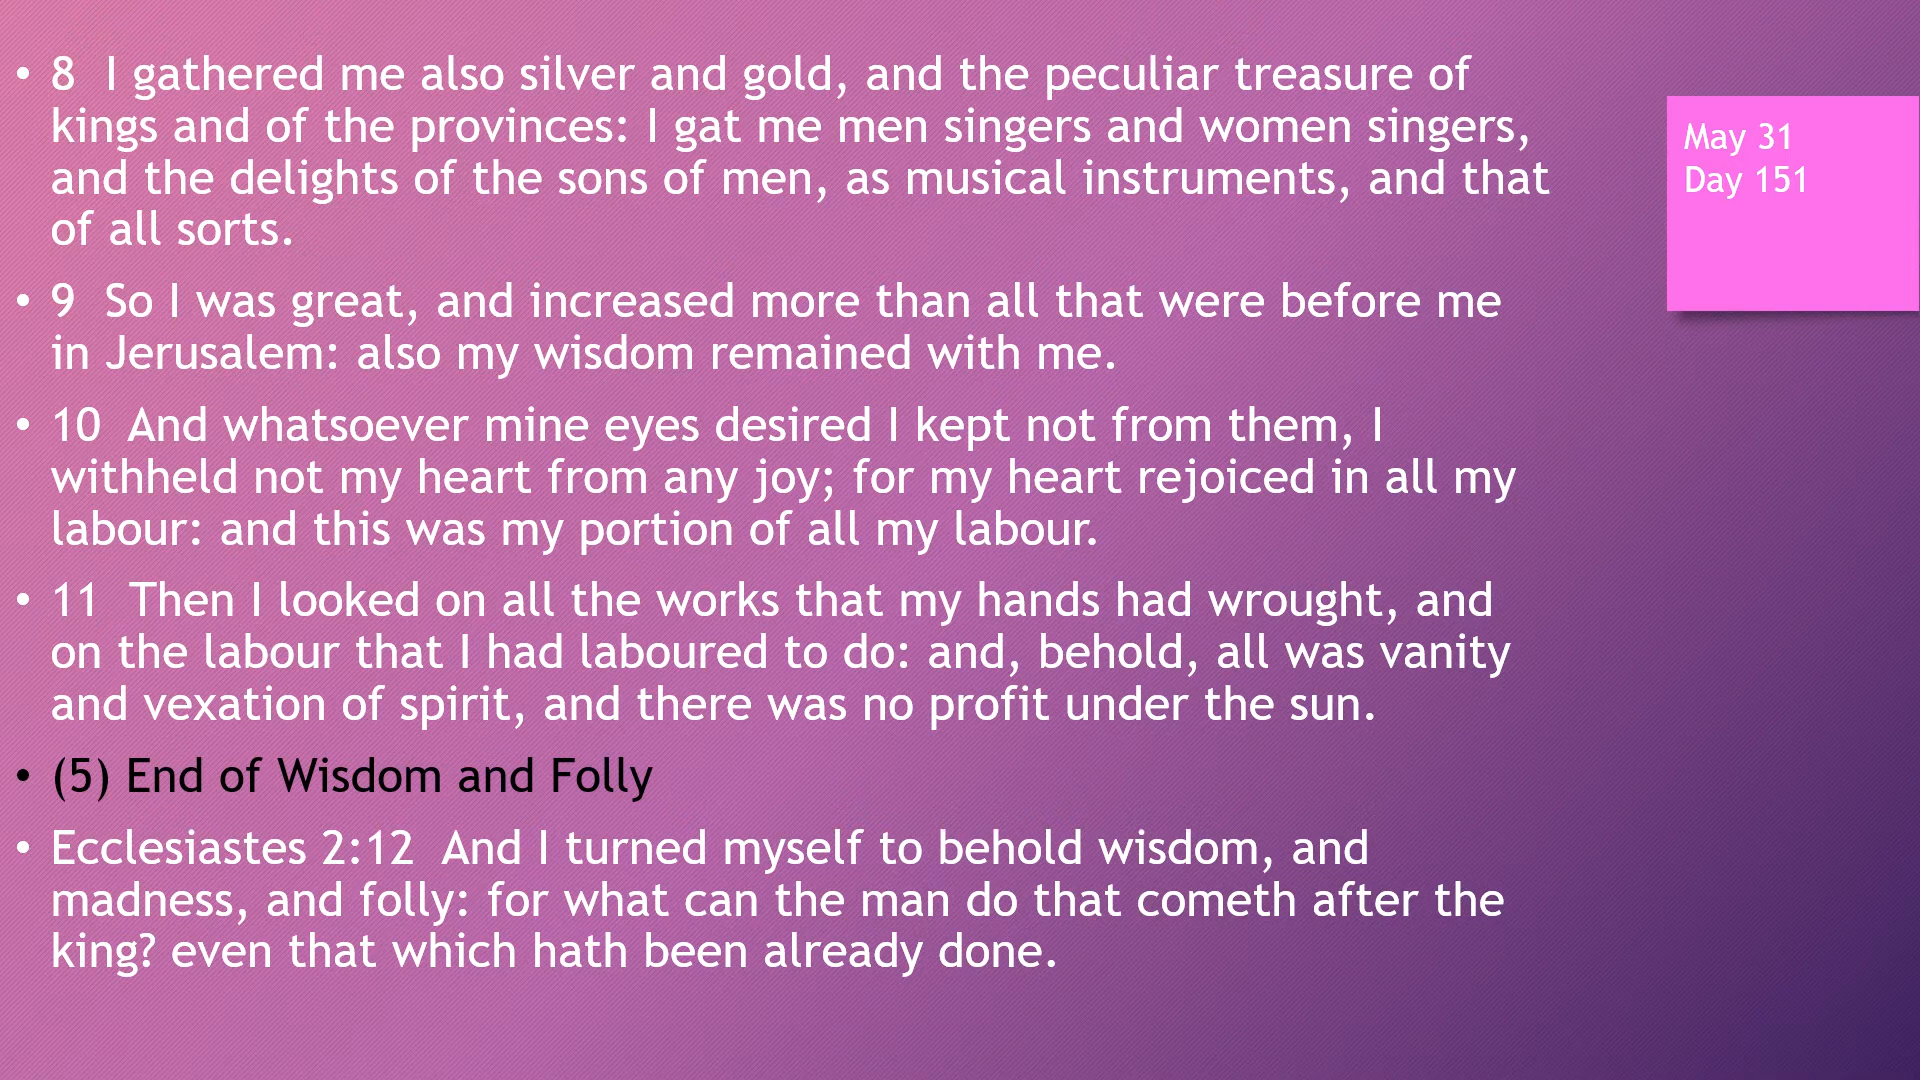 • 8  I gathered me also silver and gold, and the peculiar treasure of
kings and of the provinces: I gat me men singers and women singers,
and the delights of the sons of men, as musical instruments, and that
of all sorts.
• 9  So I was great, and increased more than all that were before me
in Jerusalem: also my wisdom remained with me.
• 10  And whatsoever mine eyes desired I kept not from them, I
withheld not my heart from any joy; for my heart rejoiced in all my
labour: and this was my portion of all my labour.
• 11  Then I looked on all the works that my hands had wrought, and
on the labour that I had laboured to do: and, behold, all was vanity
and vexation of spirit, and there was no profit under the sun.
• (5) End of Wisdom and Folly
• Ecclesiastes 2:12  And I turned myself to behold wisdom, and
madness, and folly: for what can the man do that cometh after the
king? even that which hath been already done.
May 31
Day 151